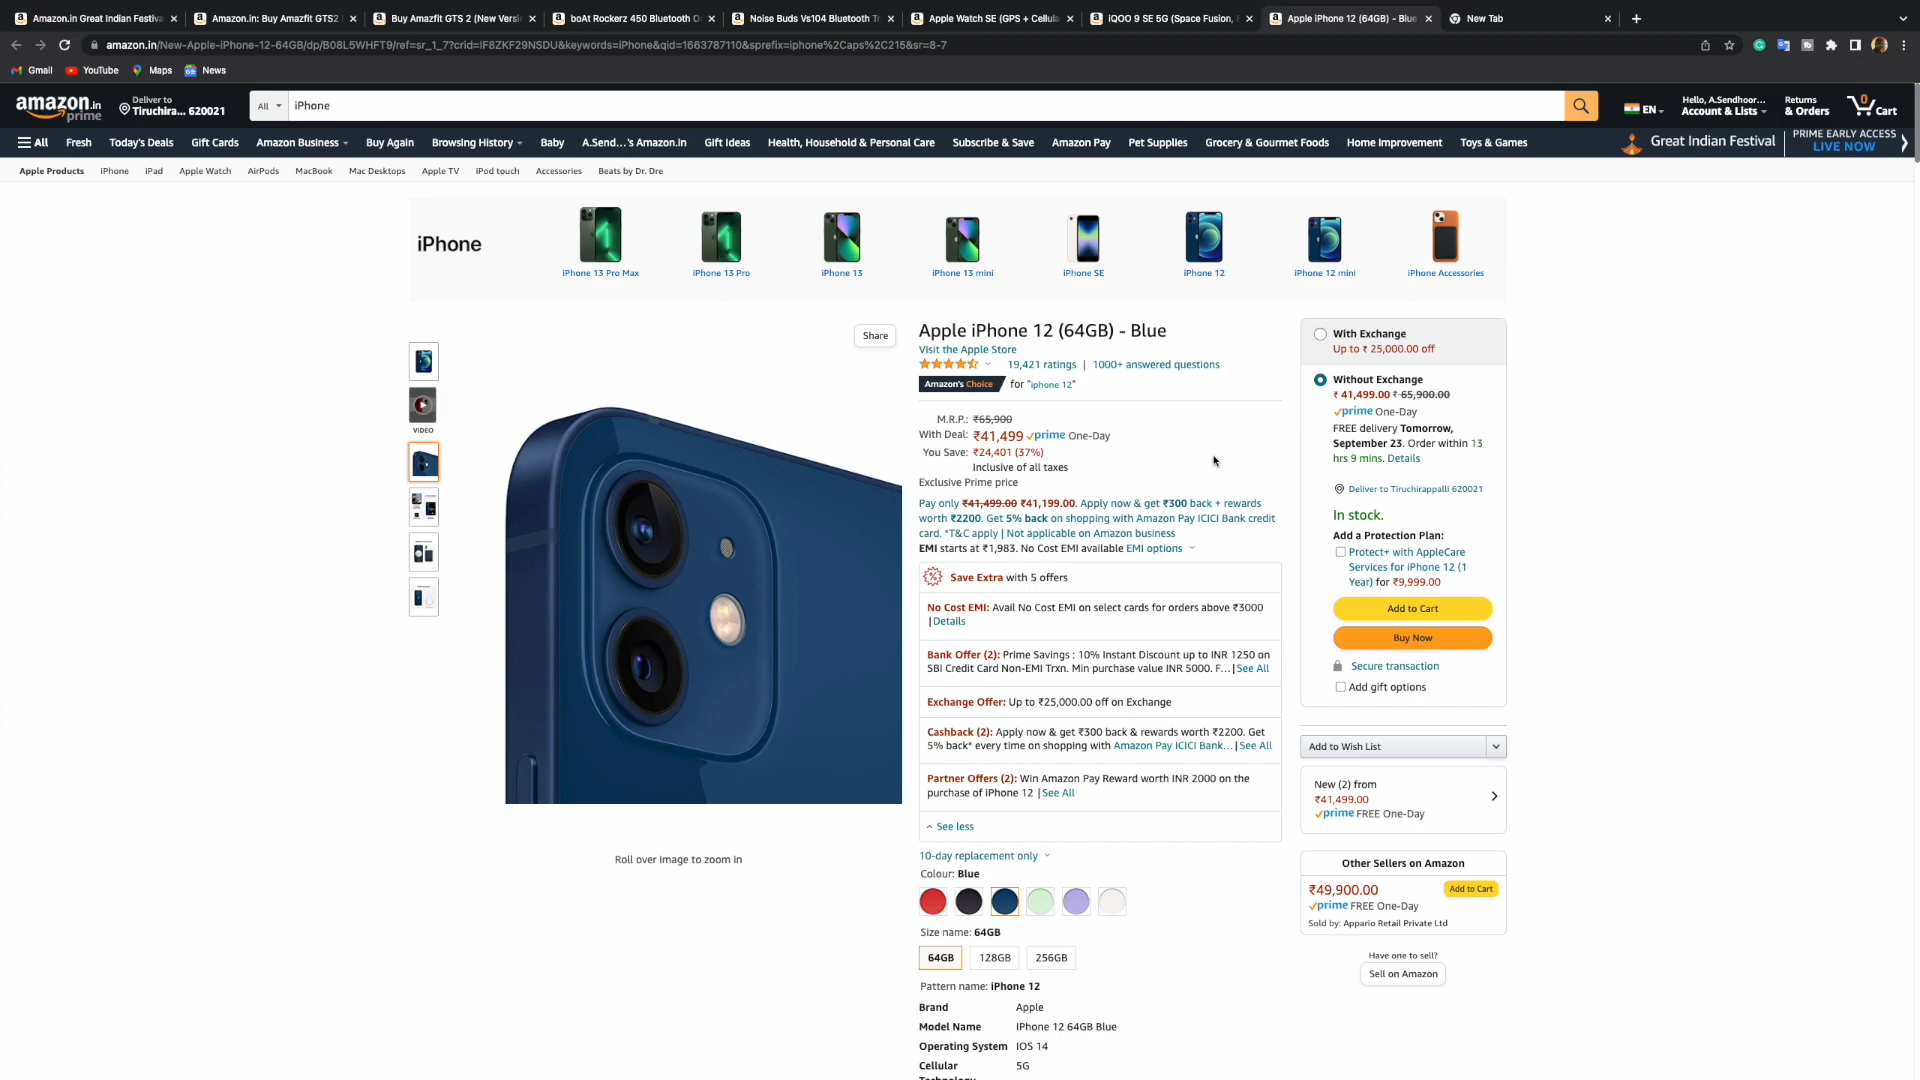 Amazon.in Great Indian Festiva
Amazon.in: Buy Amazfit GTS2
Buy Amazfit GTS 2 (New Versi
boAt Rockerz 450 Bluetooth O
Noise Buds Vs104 Bluetooth Tr
Apple Watch SE (GPS + Cellula
iQOO 9 SE 5G (Space Fusion,
Apple iPhone 12 (64GB) - Blue
New Tab
amazon.in/New-Apple-iPhone-12-64GB/dp/B08L5WHFT9/ref=sr_1_7?crid=IF8ZKF29NSDU&keywords=iPhone&qid=1663787110&sprefix=iphone%2Caps%2C215&sr=8-7
Gmail YouTube Maps News
amazon.in
prime
Deliver to
Tiruchira... 620021
All iPhone
EN
Hello, A.Sendhoor...
Account & Lists
Returns
& Orders
0
Cart
All Fresh Today's Deals Gift Cards Amazon Business Buy Again Browsing History Baby A.Send...'s Amazon.in Gift Ideas Health, Household & Personal Care Subscribe & Save Amazon Pay Pet Supplies Grocery & Gourmet Foods Home Improvement Toys & Games
Great Indian Festival
PRIME EARLY ACCESS
LIVE NOW
Apple Products iPhone iPad Apple Watch AirPods MacBook Mac Desktops Apple TV iPod touch Accessories Beats by Dr. Dre
iPhone
iPhone 13 Pro Max iPhone 13 Pro iPhone 13 iPhone 13 mini iPhone SE iPhone 12 iPhone 12 mini iPhone Accessories
Share
VIDEO
Roll over image to zoom in
Apple iPhone 12 (64GB) - Blue
Visit the Apple Store
19,421 ratings | 1000+ answered questions
Amazon's Choice for "iphone 12"
M.R.P.: ₹65,900
With Deal: ₹41,499 prime One-Day
You Save: ₹24,401 (37%)
Inclusive of all taxes
Exclusive Prime price
Pay only ₹41,499.00 ₹41,199.00. Apply now & get ₹300 back + rewards
worth ₹2200. Get 5% back on shopping with Amazon Pay ICICI Bank credit
card. *T&C apply | Not applicable on Amazon business
EMI starts at ₹1,983. No Cost EMI available EMI options
Save Extra with 5 offers
No Cost EMI: Avail No Cost EMI on select cards for orders above ₹3000
|Details
Bank Offer (2): Prime Savings : 10% Instant Discount up to INR 1250 on
SBI Credit Card Non-EMI Trxn. Min purchase value INR 5000. F... | See All
Exchange Offer: Up to ₹25,000.00 off on Exchange
Cashback (2): Apply now & get ₹300 back & rewards worth ₹2200. Get
5% back* every time on shopping with Amazon Pay ICICI Bank... | See All
Partner Offers (2): Win Amazon Pay Reward worth INR 2000 on the
purchase of iPhone 12 | See All
See less
10-day replacement only
Colour: Blue
Size name: 64GB
64GB 128GB 256GB
Pattern name: iPhone 12
Brand Apple
Model Name IPhone 12 64GB Blue
Operating System IOS 14
Cellular 5G
With Exchange
Up to ₹ 25,000.00 off
Without Exchange
₹ 41,499.00 ₹ 65,900.00
prime One-Day
FREE delivery Tomorrow,
September 23. Order within 13
hrs 9 mins. Details
Deliver to Tiruchirappalli 620021
In stock.
Add a Protection Plan:
Protect+ with AppleCare
Services for iPhone 12 (1
Year) for ₹9,999.00
Add to Cart
Buy Now
Secure transaction
Add gift options
Add to Wish List
New (2) from
₹41,499.00
prime FREE One-Day
Other Sellers on Amazon
₹49,900.00 Add to Cart
prime FREE One-Day
Sold by: Appario Retail Private Ltd
Have one to sell?
Sell on Amazon